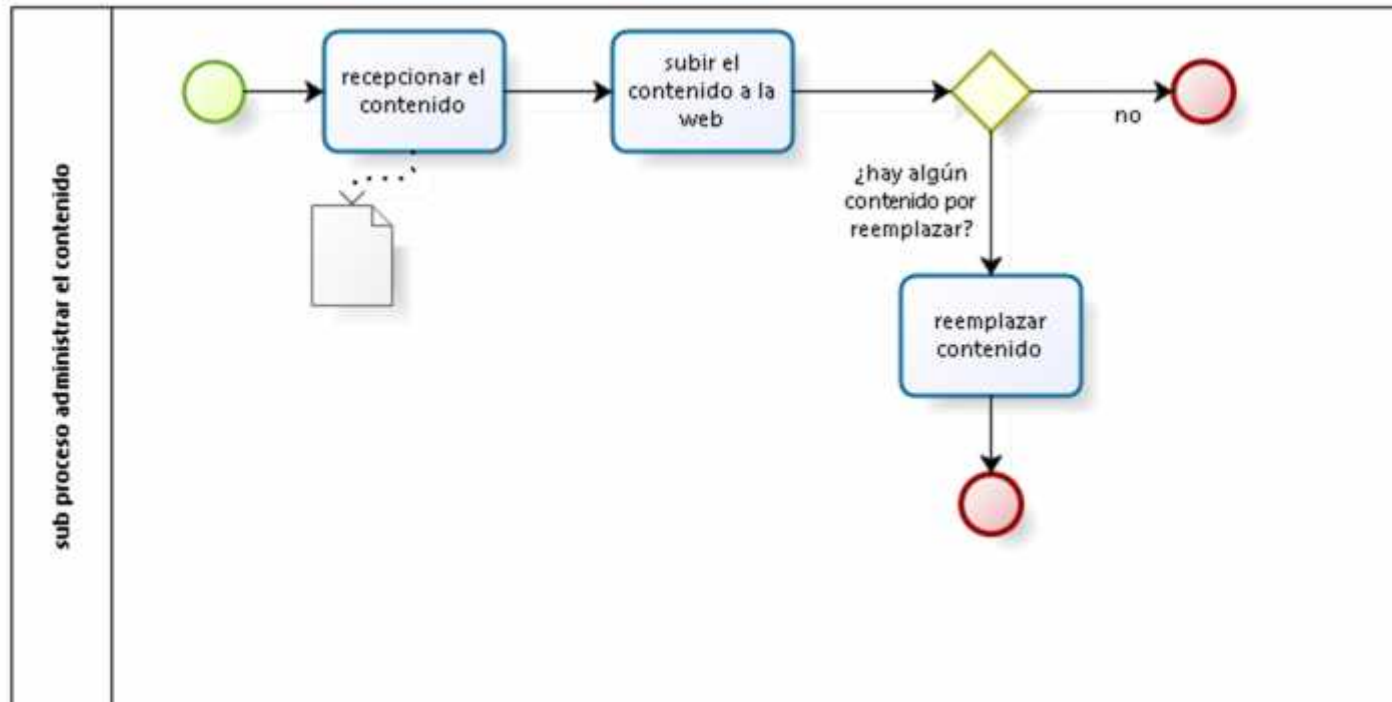 sub proceso administrar el contenido
recepcionar el
contenido
subir el
contenido a la
web
no
¿hay algún
contenido por
reemplazar?
reemplazar
contenido